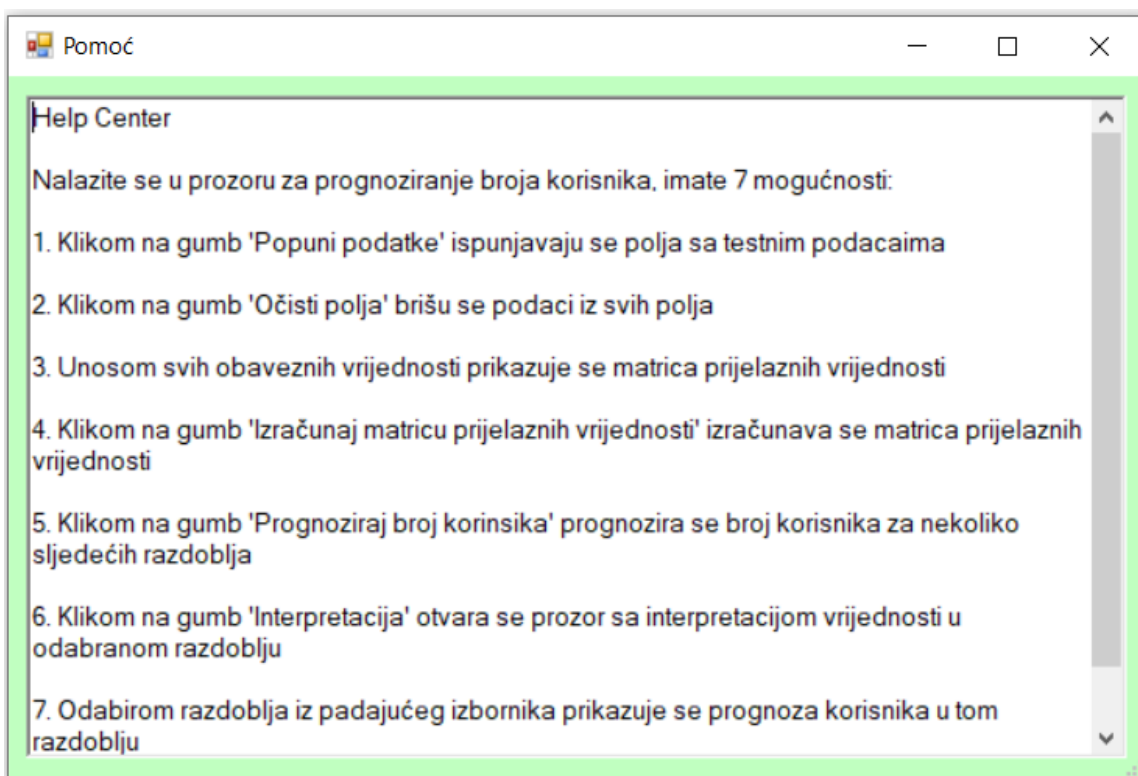 Pomoć
Help Center
Nalazite se u prozoru za prognoziranje broja korisnika, imate 7 mogućnosti:
1. Klikom na gumb 'Popuni podatke' ispunjavaju se polja sa testnim podacaima
2. Klikom na gumb 'Očisti polja' brišu se podaci iz svih polja
3. Unosom svih obaveznih vrijednosti prikazuje se matrica prijelaznih vrijednosti
4. Klikom na gumb 'Izračunaj matricu prijelaznih vrijednosti' izračunava se matrica prijelaznih
vrijednosti
5. Klikom na gumb 'Prognoziraj broj korinsika' prognozira se broj korisnika za nekoliko
sljedećih razdoblja
6. Klikom na gumb 'Interpretacija' otvara se prozor sa interpretacijom vrijednosti u
odabranom razdoblju
7. Odabirom razdoblja iz padajućeg izbornika prikazuje se prognoza korisnika u tom
razdoblju